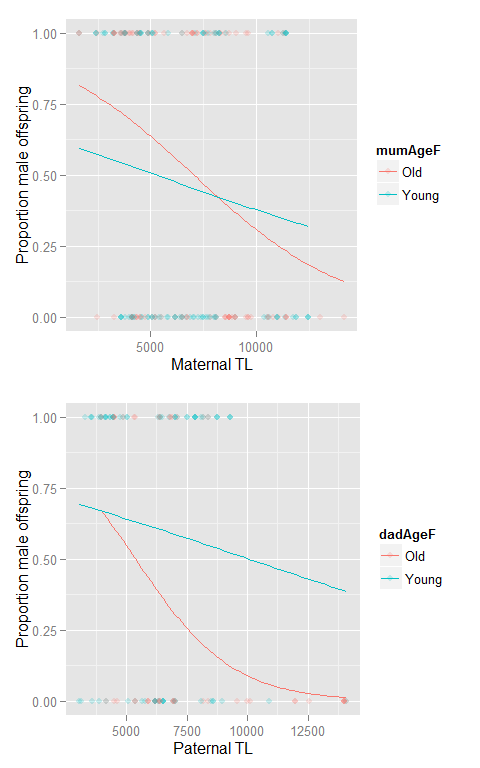 1.00
0.75
0.50
0.25
0.00
Proportion male offspring
5000 10000
Maternal TL
mumAgeF
Old
Young
1.00
0.75
0.50
0.25
0.00
Proportion male offspring
5000 7500 10000 12500
Paternal TL
dadAgeF
Old
Young